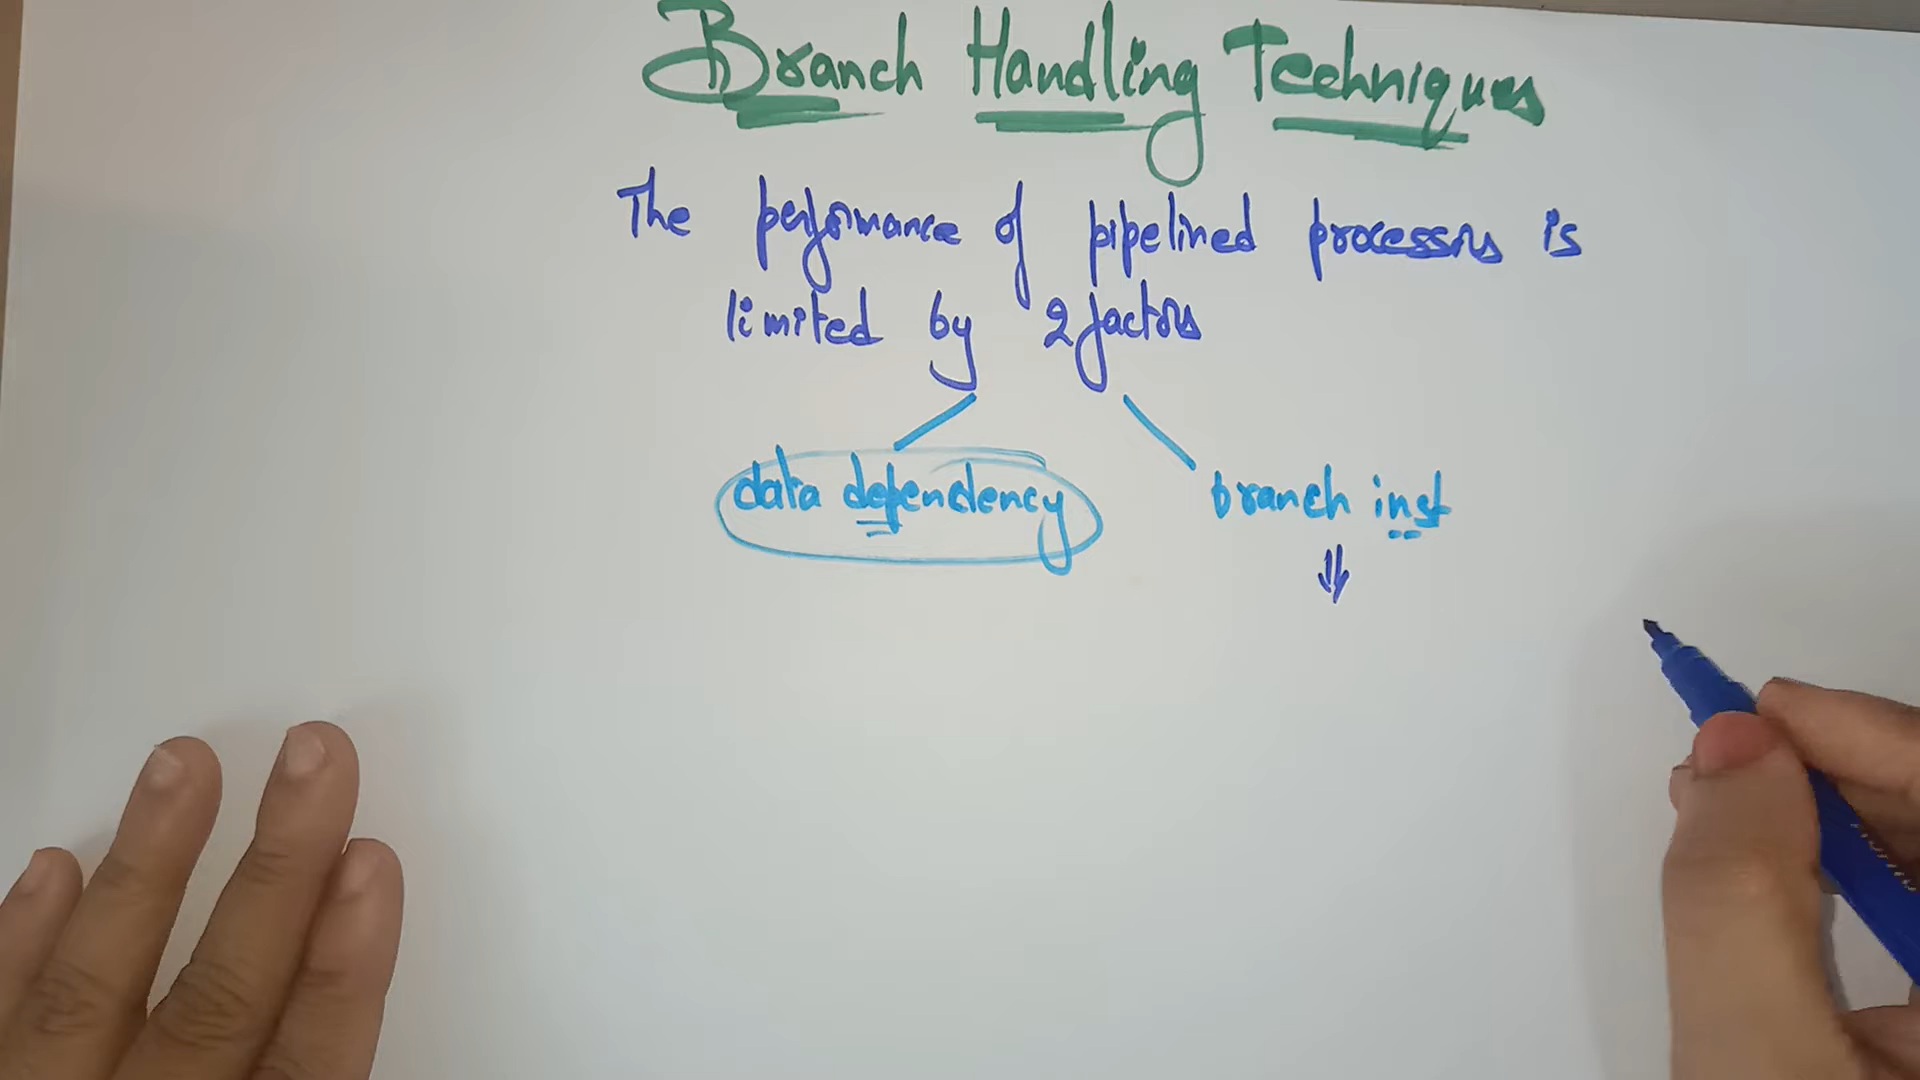 Branch Handling Techniques
The performance of pipelined processors is
limited by 2 factors
data dependency
branch inst